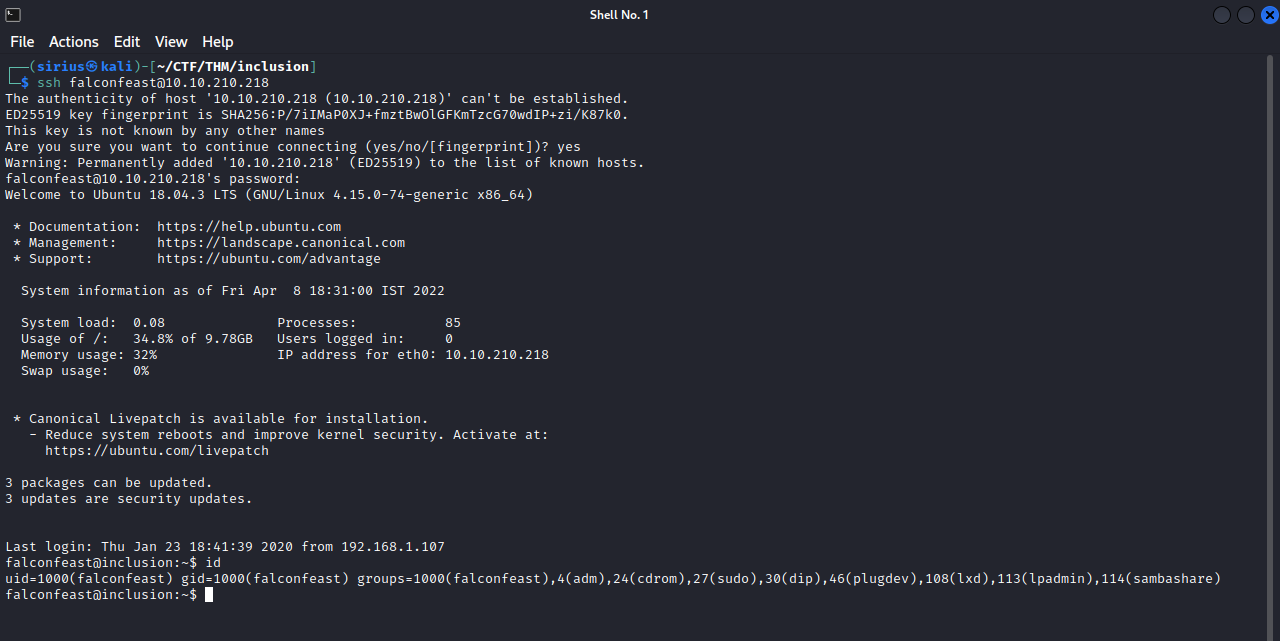 Shell No. 1
File Actions Edit View Help
┌──(sirius㉿kali)-[~/CTF/THM/inclusion]
└─$ ssh falconfeast@10.10.210.218
The authenticity of host '10.10.210.218 (10.10.210.218)' can't be established.
ED25519 key fingerprint is SHA256:P/7iIMaP0XJ+fmztBwOlGFKmTzcG70wdIP+zi/K87k0.
This key is not known by any other names
Are you sure you want to continue connecting (yes/no/[fingerprint])? yes
Warning: Permanently added '10.10.210.218' (ED25519) to the list of known hosts.
falconfeast@10.10.210.218's password:
Welcome to Ubuntu 18.04.3 LTS (GNU/Linux 4.15.0-74-generic x86_64)

 * Documentation:  https://help.ubuntu.com
 * Management:     https://landscape.canonical.com
 * Support:        https://ubuntu.com/advantage

  System information as of Fri Apr  8 18:31:00 IST 2022

  System load:  0.08              Processes:           85
  Usage of /:   34.8% of 9.78GB   Users logged in:     0
  Memory usage: 32%               IP address for eth0: 10.10.210.218
  Swap usage:   0%

 * Canonical Livepatch is available for installation.
   - Reduce system reboots and improve kernel security. Activate at:
     https://ubuntu.com/livepatch

3 packages can be updated.
3 updates are security updates.

Last login: Thu Jan 23 18:41:39 2020 from 192.168.1.107
falconfeast@inclusion:~$ id
uid=1000(falconfeast) gid=1000(falconfeast) groups=1000(falconfeast),4(adm),24(cdrom),27(sudo),30(dip),46(plugdev),108(lxd),113(lpadmin),114(sambashare)
falconfeast@inclusion:~$